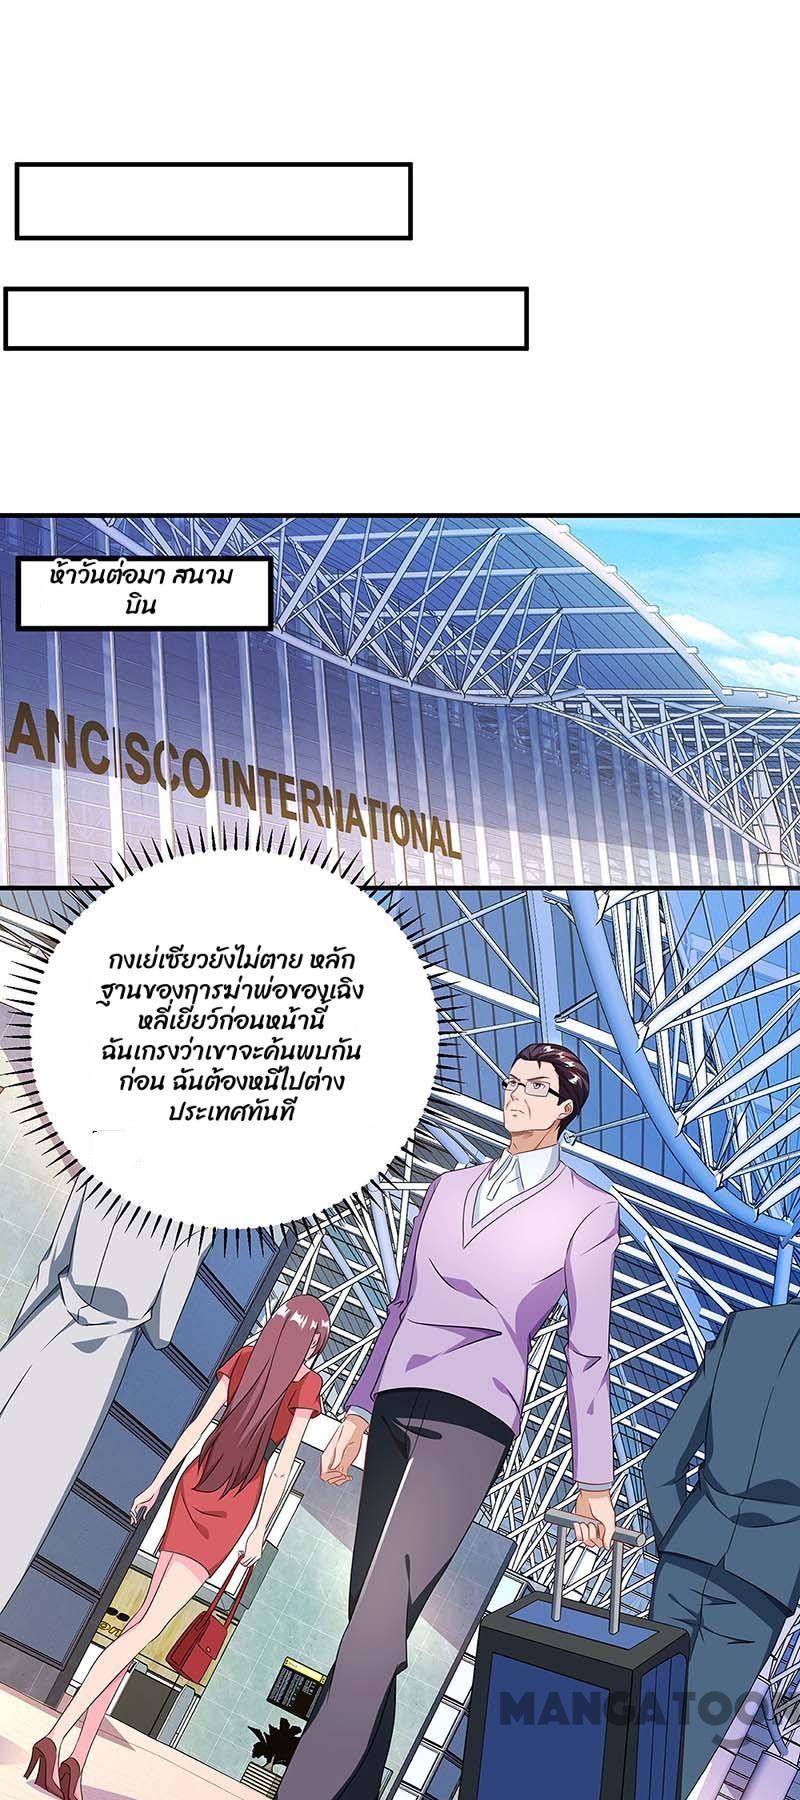 ห้าวันต่อมา สนาม
บิน
ANCISCO INTERNATIONAL
กงเย่เซียวยังไม่ตาย หลัก
ฐานของการฆ่าพ่อของเฉิง
หลี่เยี่ยว์ก่อนหน้านี้
ฉันเกรงว่าเขาจะค้นพบกัน
ก่อน ฉันต้องหนีไปต่าง
ประเทศทันที
MANGATOON